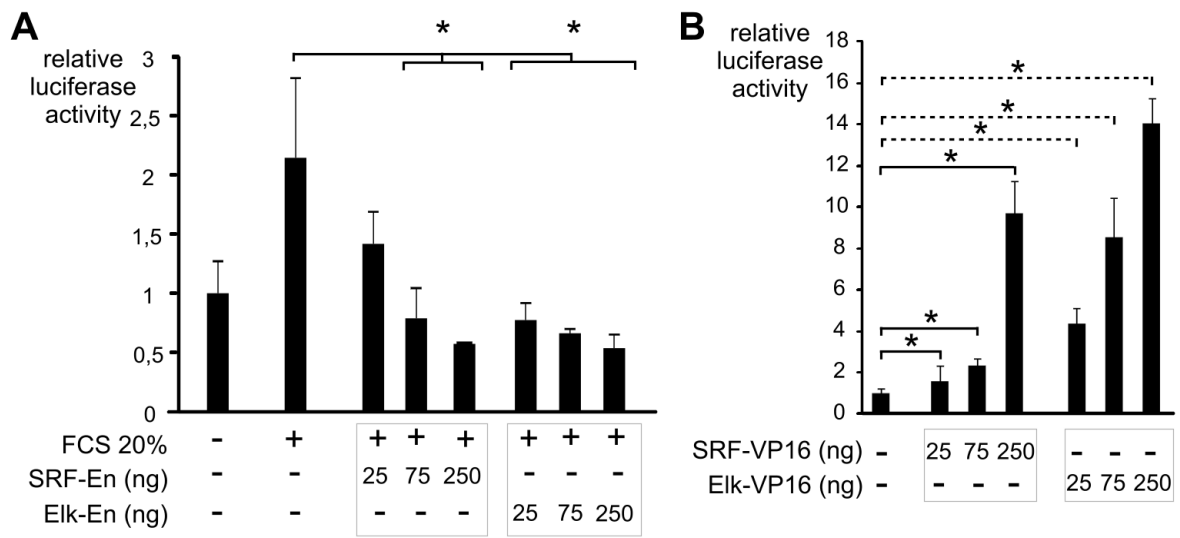 A
relative
luciferase
activity
* *
3
2,5
2
1,5
1
0,5
0
FCS 20% - + + + + + + +
SRF-En (ng) - - 25 75 250 - - -
Elk-En (ng) - - - - - 25 75 250
B
relative
luciferase
activity
18
16
14
12
10
8
6
4
2
0
*
*
*
*
*
*
SRF-VP16 (ng) - 25 75 250 - - -
Elk-VP16 (ng) - - - - 25 75 250